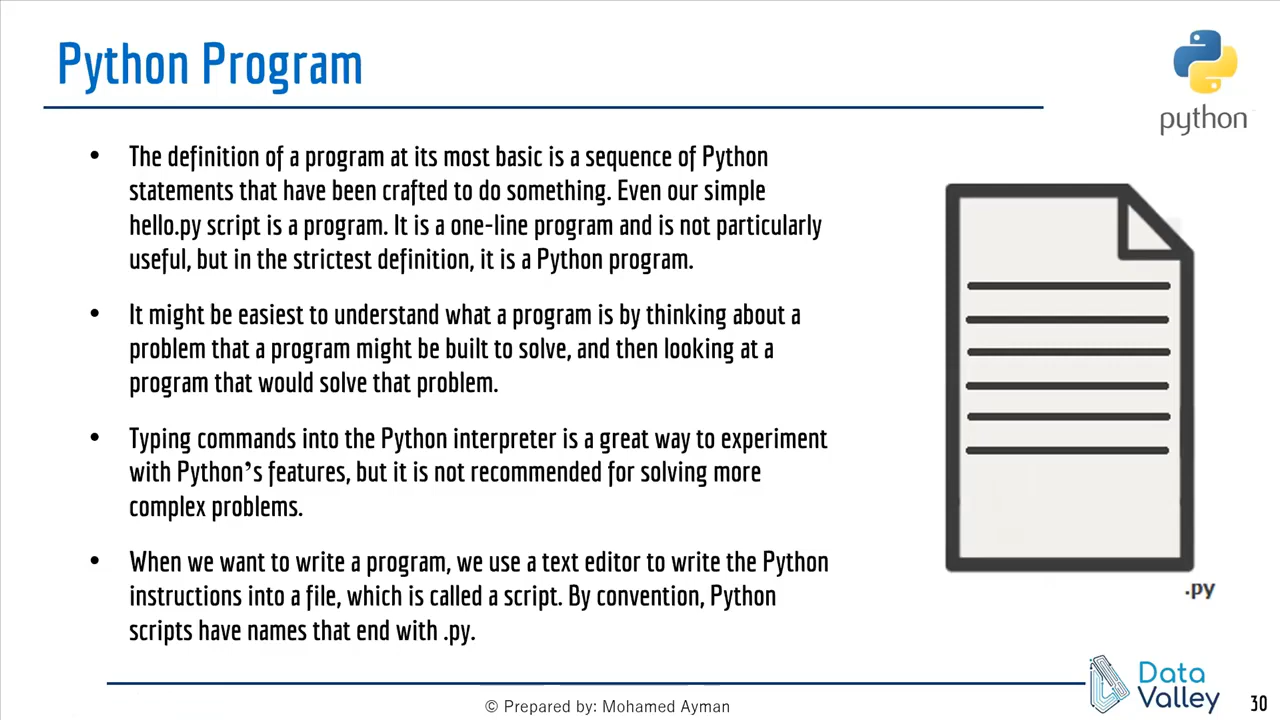 Python Program
python
• The definition of a program at its most basic is a sequence of Python
statements that have been crafted to do something. Even our simple
hello.py script is a program. It is a one-line program and is not particularly
useful, but in the strictest definition, it is a Python program.
• It might be easiest to understand what a program is by thinking about a
problem that a program might be built to solve, and then looking at a
program that would solve that problem.
• Typing commands into the Python interpreter is a great way to experiment
with Python’s features, but it is not recommended for solving more
complex problems.
• When we want to write a program, we use a text editor to write the Python
instructions into a file, which is called a script. By convention, Python
scripts have names that end with .py.
.py
Data
Valley
© Prepared by: Mohamed Ayman
30